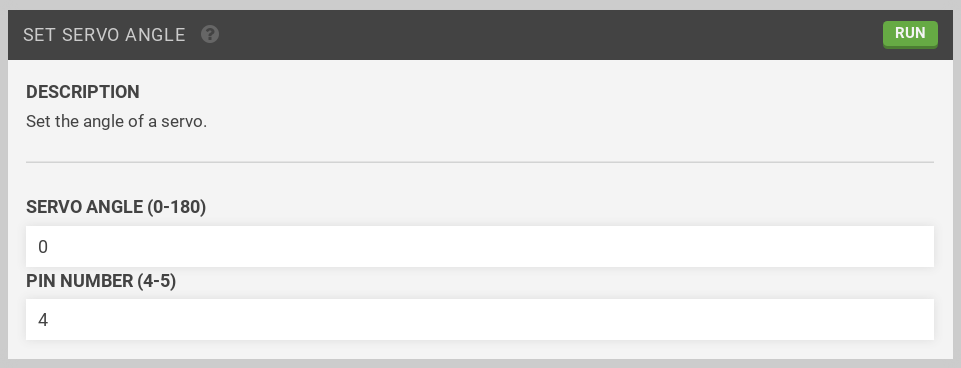 SET SERVO ANGLE ?
RUN
DESCRIPTION
Set the angle of a servo.
SERVO ANGLE (0-180)
0
PIN NUMBER (4-5)
4